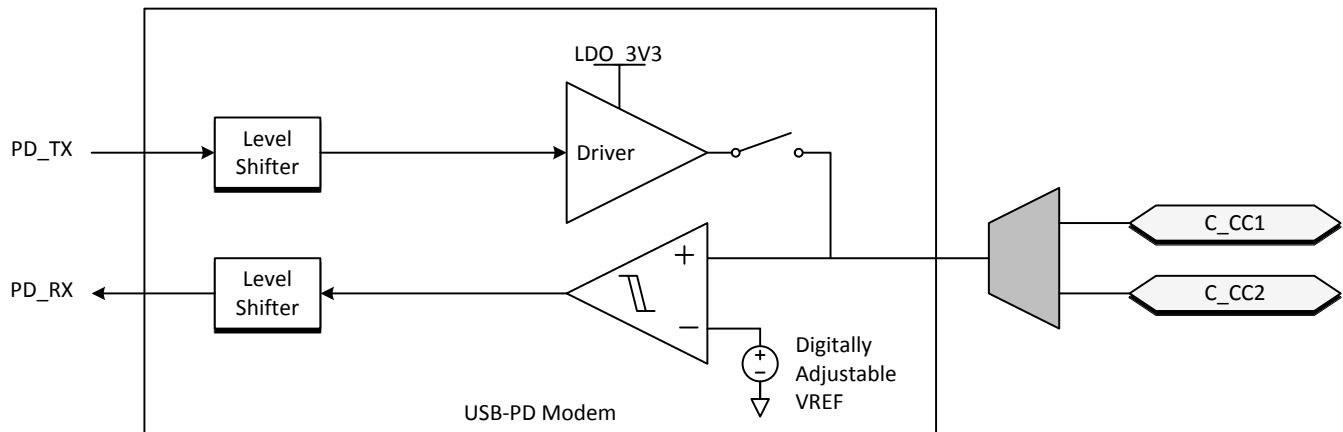 LDO_3V3
PD_TX
Level
Shifter
Driver
C_CC1
PD_RX
Level
Shifter
+
−
C_CC2
+
−
Digitally
Adjustable
VREF
USB-PD Modem